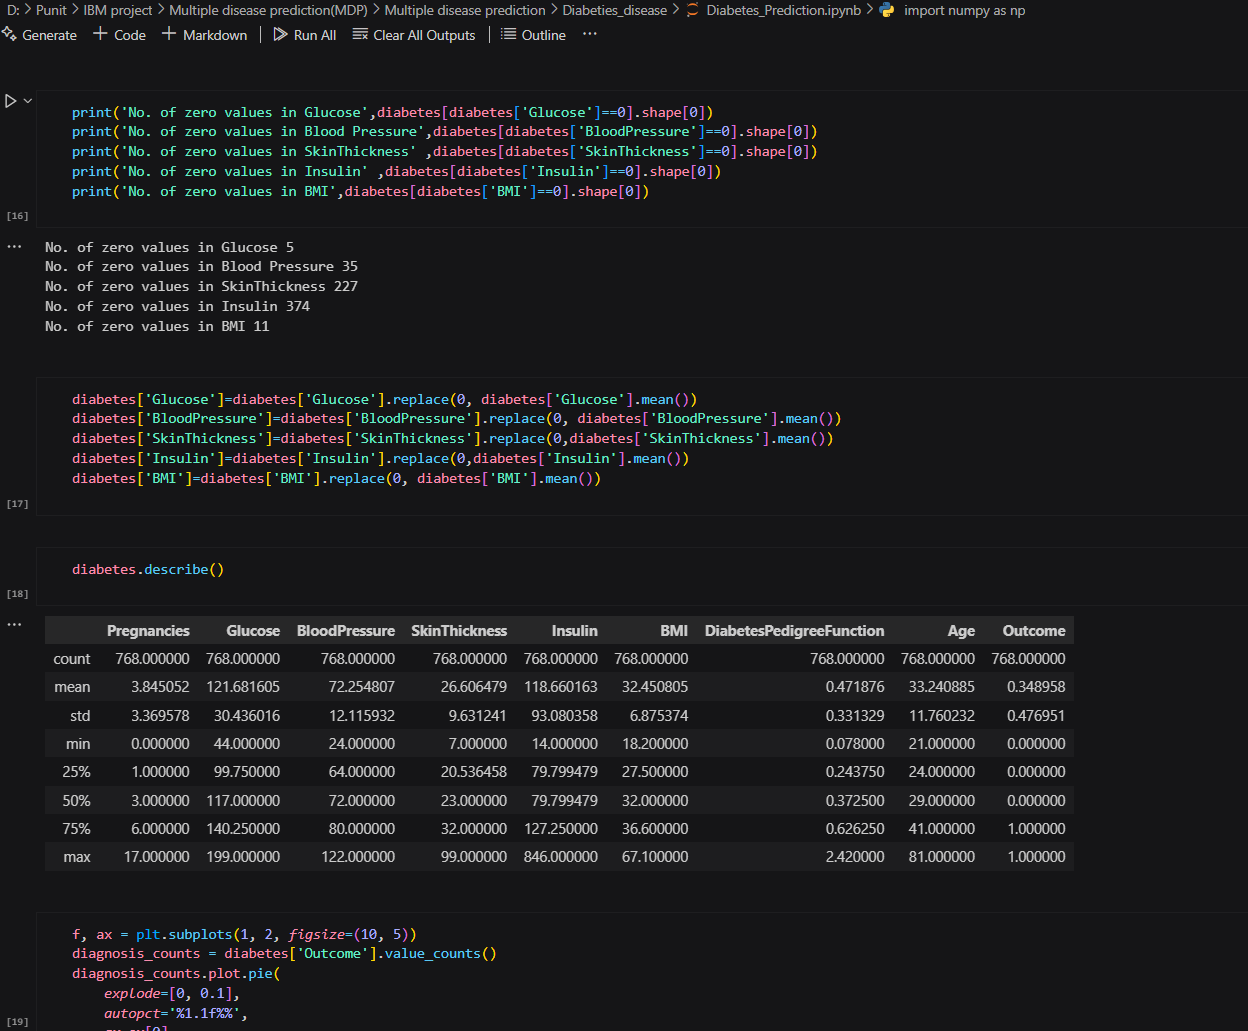 D: > Punit > IBM project > Multiple disease prediction(MDP) > Multiple disease prediction > Diabeties_disease > Diabetes_Prediction.ipynb > import numpy as np
Generate + Code + Markdown | Run All Clear All Outputs | Outline ...
print('No. of zero values in Glucose',diabetes[diabetes['Glucose']==0].shape[0])
print('No. of zero values in Blood Pressure',diabetes[diabetes['BloodPressure']==0].shape[0])
print('No. of zero values in SkinThickness' ,diabetes[diabetes['SkinThickness']==0].shape[0])
print('No. of zero values in Insulin' ,diabetes[diabetes['Insulin']==0].shape[0])
print('No. of zero values in BMI',diabetes[diabetes['BMI']==0].shape[0])
[16]
... No. of zero values in Glucose 5
No. of zero values in Blood Pressure 35
No. of zero values in SkinThickness 227
No. of zero values in Insulin 374
No. of zero values in BMI 11
diabetes['Glucose']=diabetes['Glucose'].replace(0, diabetes['Glucose'].mean())
diabetes['BloodPressure']=diabetes['BloodPressure'].replace(0, diabetes['BloodPressure'].mean())
diabetes['SkinThickness']=diabetes['SkinThickness'].replace(0,diabetes['SkinThickness'].mean())
diabetes['Insulin']=diabetes['Insulin'].replace(0,diabetes['Insulin'].mean())
diabetes['BMI']=diabetes['BMI'].replace(0, diabetes['BMI'].mean())
[17]
diabetes.describe()
[18]
...
Pregnancies Glucose BloodPressure SkinThickness Insulin BMI DiabetesPedigreeFunction Age Outcome
count 768.000000 768.000000 768.000000 768.000000 768.000000 768.000000 768.000000 768.000000 768.000000
mean 3.845052 121.681605 72.254807 26.606479 118.660163 32.450805 0.471876 33.240885 0.348958
std 3.369578 30.436016 12.115932 9.631241 93.080358 6.875374 0.331329 11.760232 0.476951
min 0.000000 44.000000 24.000000 7.000000 14.000000 18.200000 0.078000 21.000000 0.000000
25% 1.000000 99.750000 64.000000 20.536458 79.799479 27.500000 0.243750 24.000000 0.000000
50% 3.000000 117.000000 72.000000 23.000000 79.799479 32.000000 0.372500 29.000000 0.000000
75% 6.000000 140.250000 80.000000 32.000000 127.250000 36.600000 0.626250 41.000000 1.000000
max 17.000000 199.000000 122.000000 99.000000 846.000000 67.100000 2.420000 81.000000 1.000000
f, ax = plt.subplots(1, 2, figsize=(10, 5))
diagnosis_counts = diabetes['Outcome'].value_counts()
diagnosis_counts.plot.pie(
explode=[0, 0.1],
autopct='%1.1f%%',
[19]